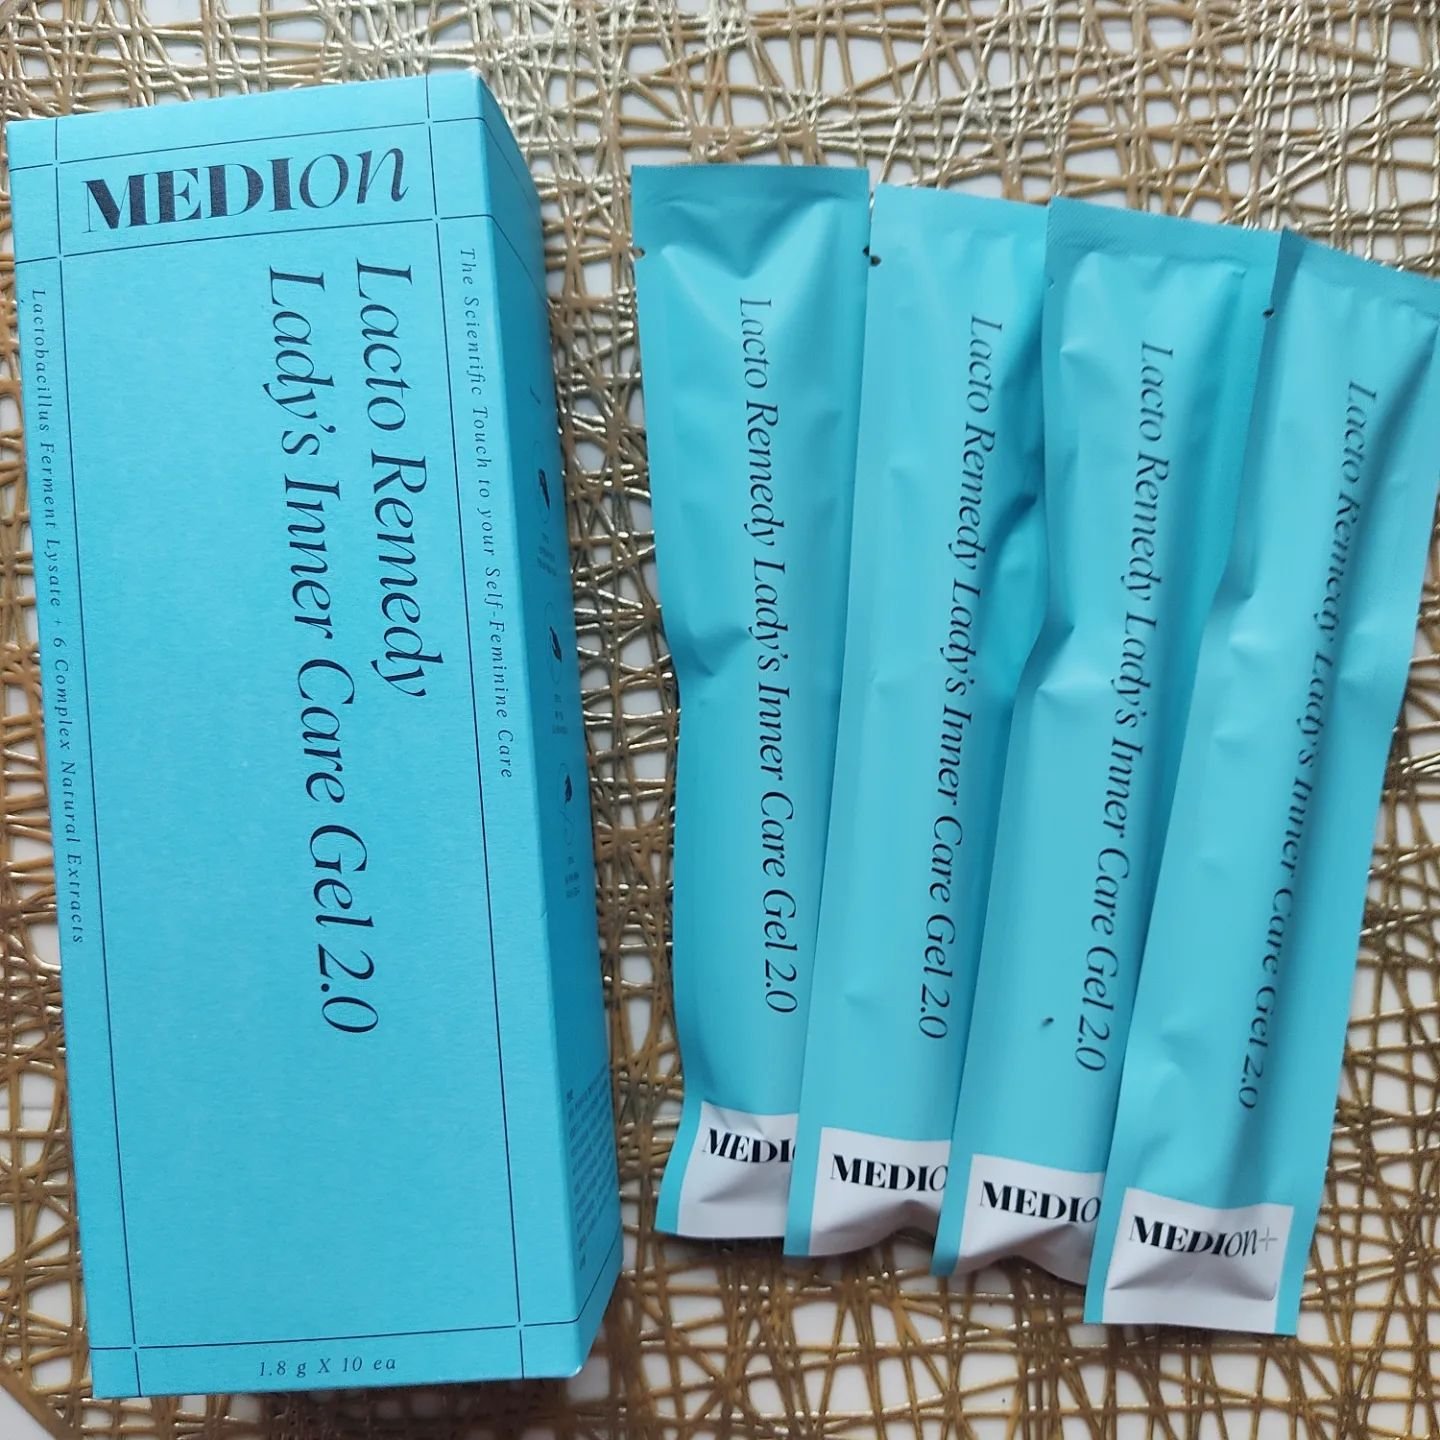 MEDION
The Scientific Touch to your Self-Feminine Care
Lacto Remedy
Lady's Inner Care Gel 2.0
Lactobacillus Ferment Lysate + 6 Complex Natural Extracts
1.8 g X 10 ea
Lacto Remedy Lady's Inner Care Gel 2.0
MEDI
Lacto Remedy Lady's Inner Care Gel 2.0
MEDIO
Lacto Remedy Lady's Inner Care Gel 2.0
MEDIO
Lacto Remedy Lady's Inner Care Gel 2.0
MEDION+